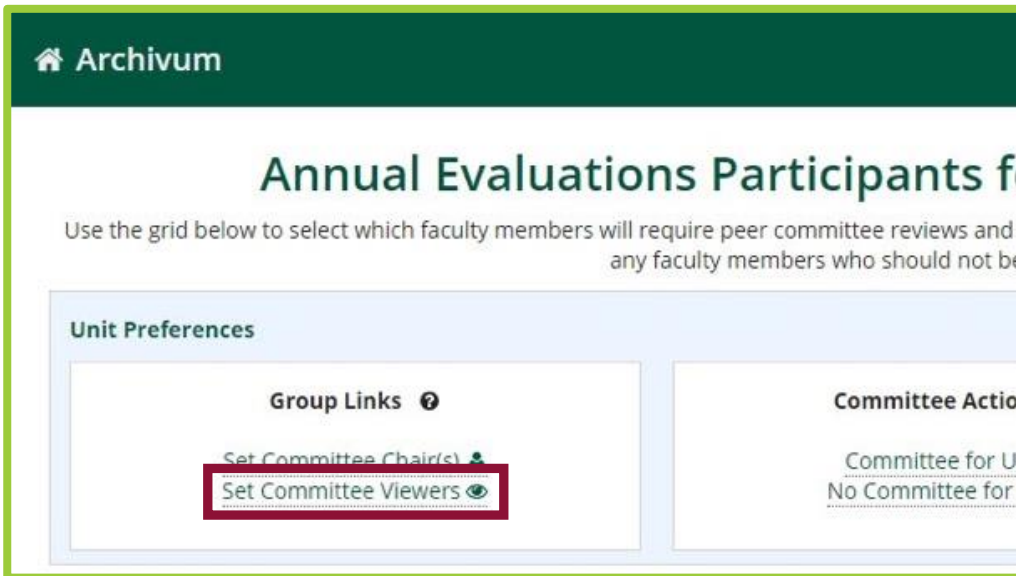 Archivum
Annual Evaluations Participants f
Use the grid below to select which faculty members will require peer committee reviews and
any faculty members who should not be
Unit Preferences
Group Links
Set Committee Chair(s)
Set Committee Viewers
Committee Actio
Committee for U
No Committee for